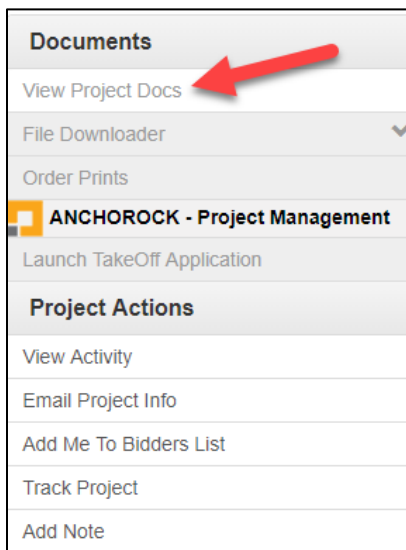 Documents
View Project Docs
File Downloader
Order Prints
ANCHOROCK - Project Management
Launch TakeOff Application
Project Actions
View Activity
Email Project Info
Add Me To Bidders List
Track Project
Add Note